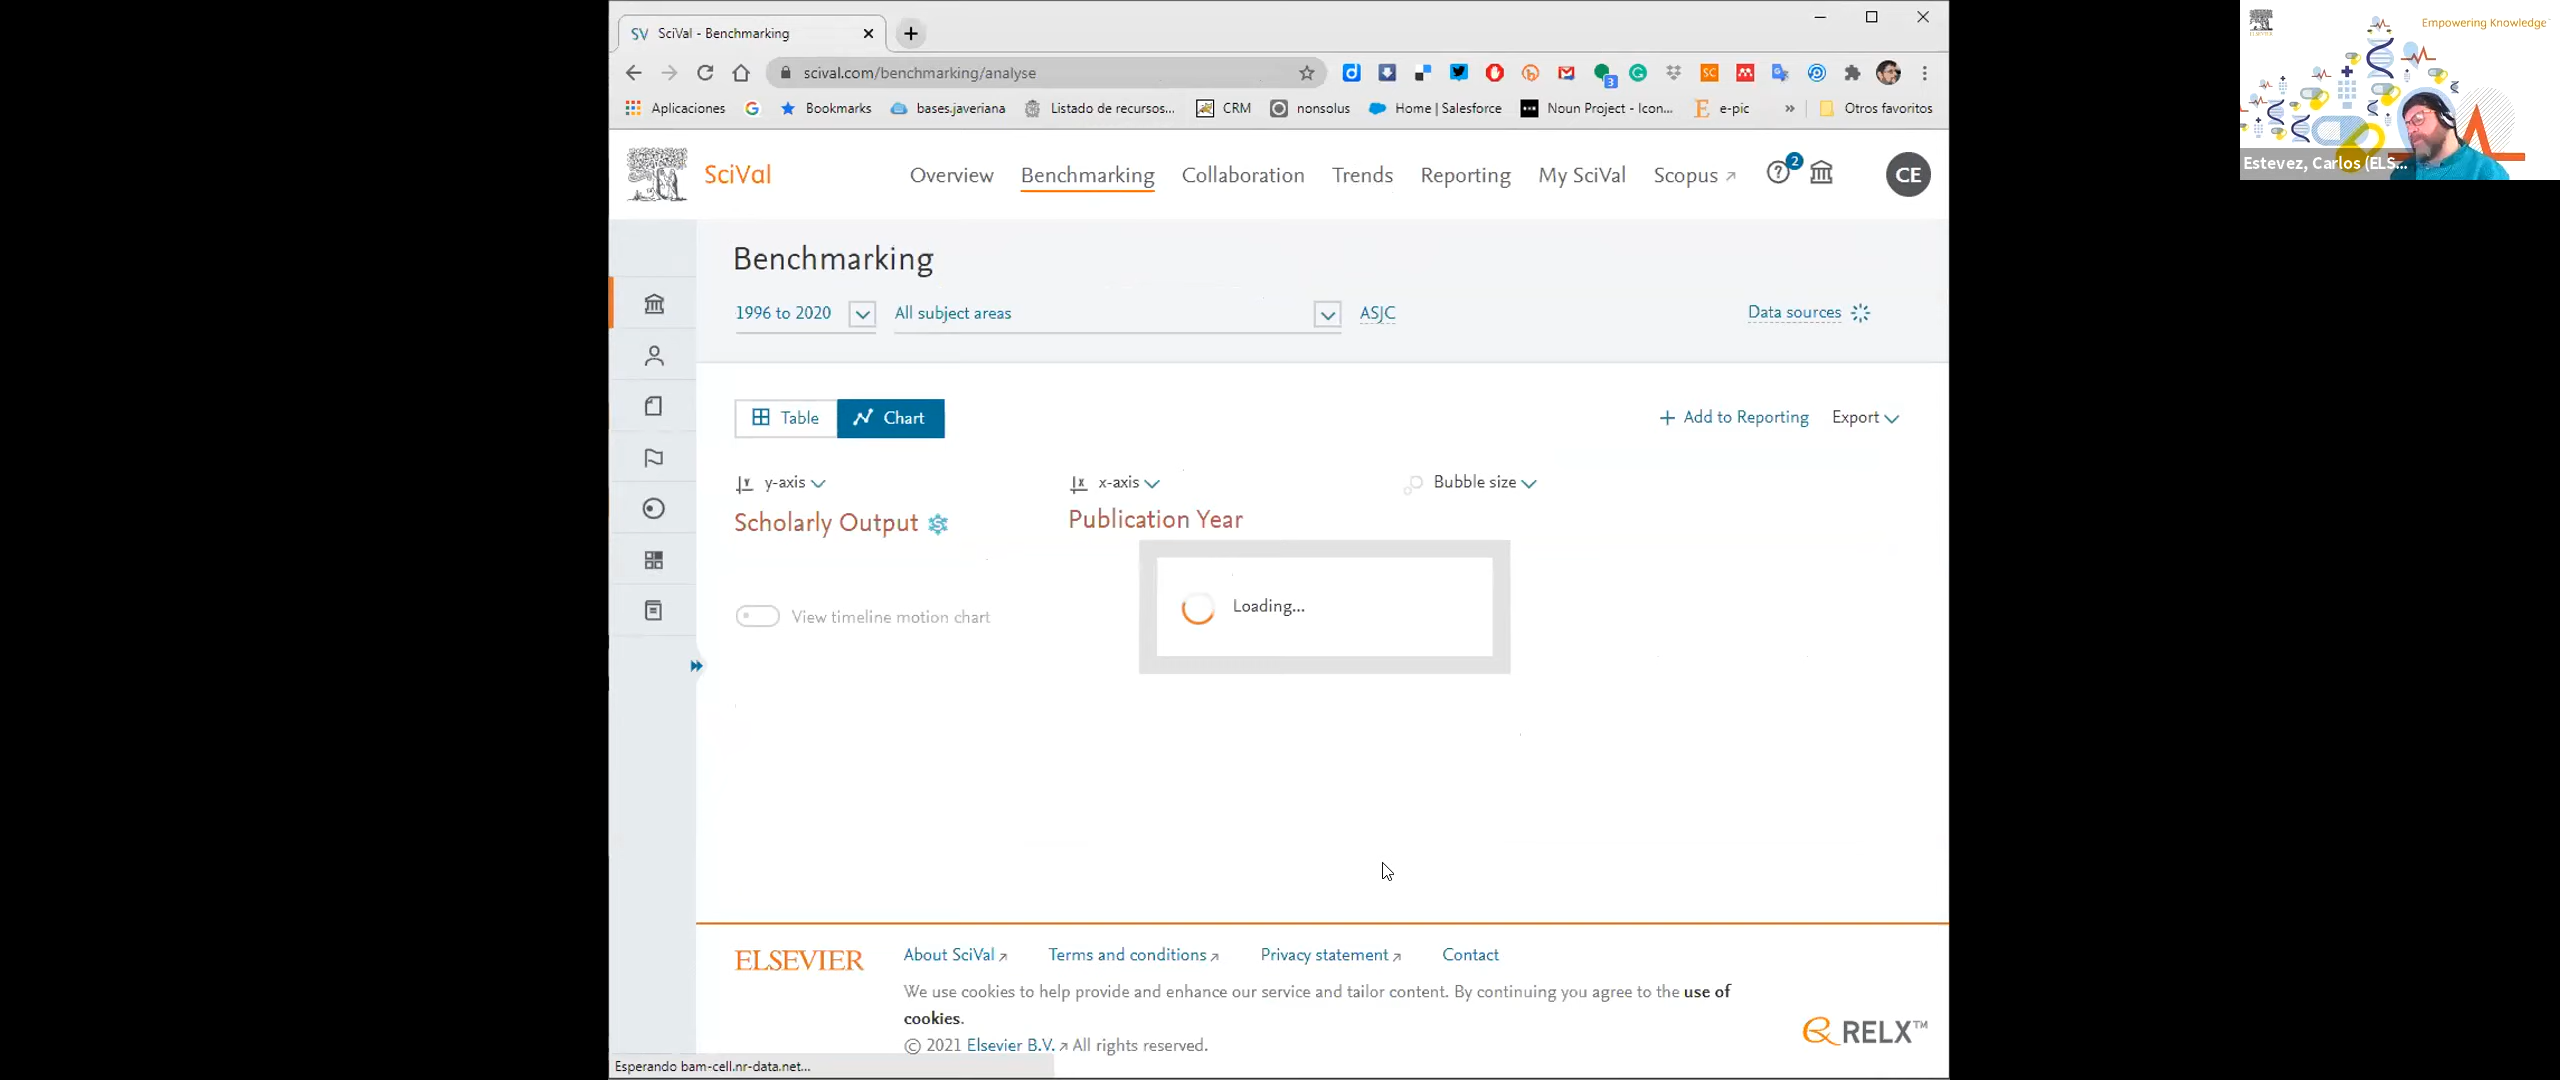 SV SciVal - Benchmarking
scival.com/benchmarking/analyse
3
Aplicaciones Bookmarks bases.javeriana Listado de recursos... CRM nonsolus Home | Salesforce Noun Project - Icon... e-pic » Otros favoritos
SciVal Overview Benchmarking Collaboration Trends Reporting My SciVal Scopus 2 CE
Benchmarking
1996 to 2020 All subject areas ASJC Data sources
Table Chart + Add to Reporting Export
y-axis x-axis Bubble size
Scholarly Output Publication Year
Loading...
View timeline motion chart
ELSEVIER About SciVal Terms and conditions Privacy statement Contact
We use cookies to help provide and enhance our service and tailor content. By continuing you agree to the use of
cookies.
© 2021 Elsevier B.V. All rights reserved.
RELX™
Esperando bam-cell.nr-data.net...
Empowering Knowledge
Estevez, Carlos (ELS...